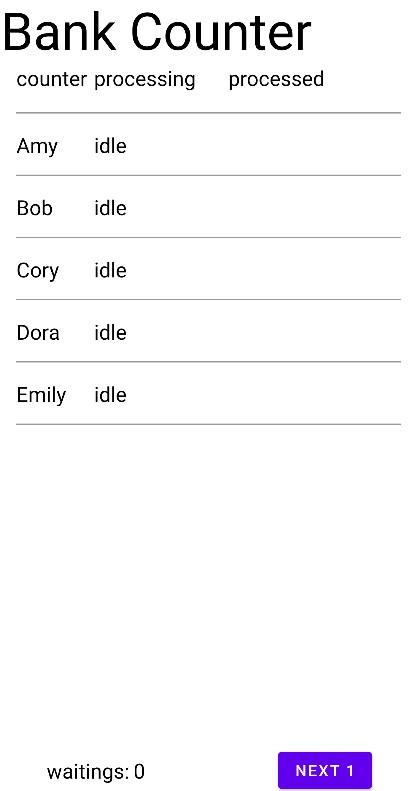 Bank Counter
counter processing processed
Amy idle
Bob idle
Cory idle
Dora idle
Emily idle
waitings: 0 NEXT 1